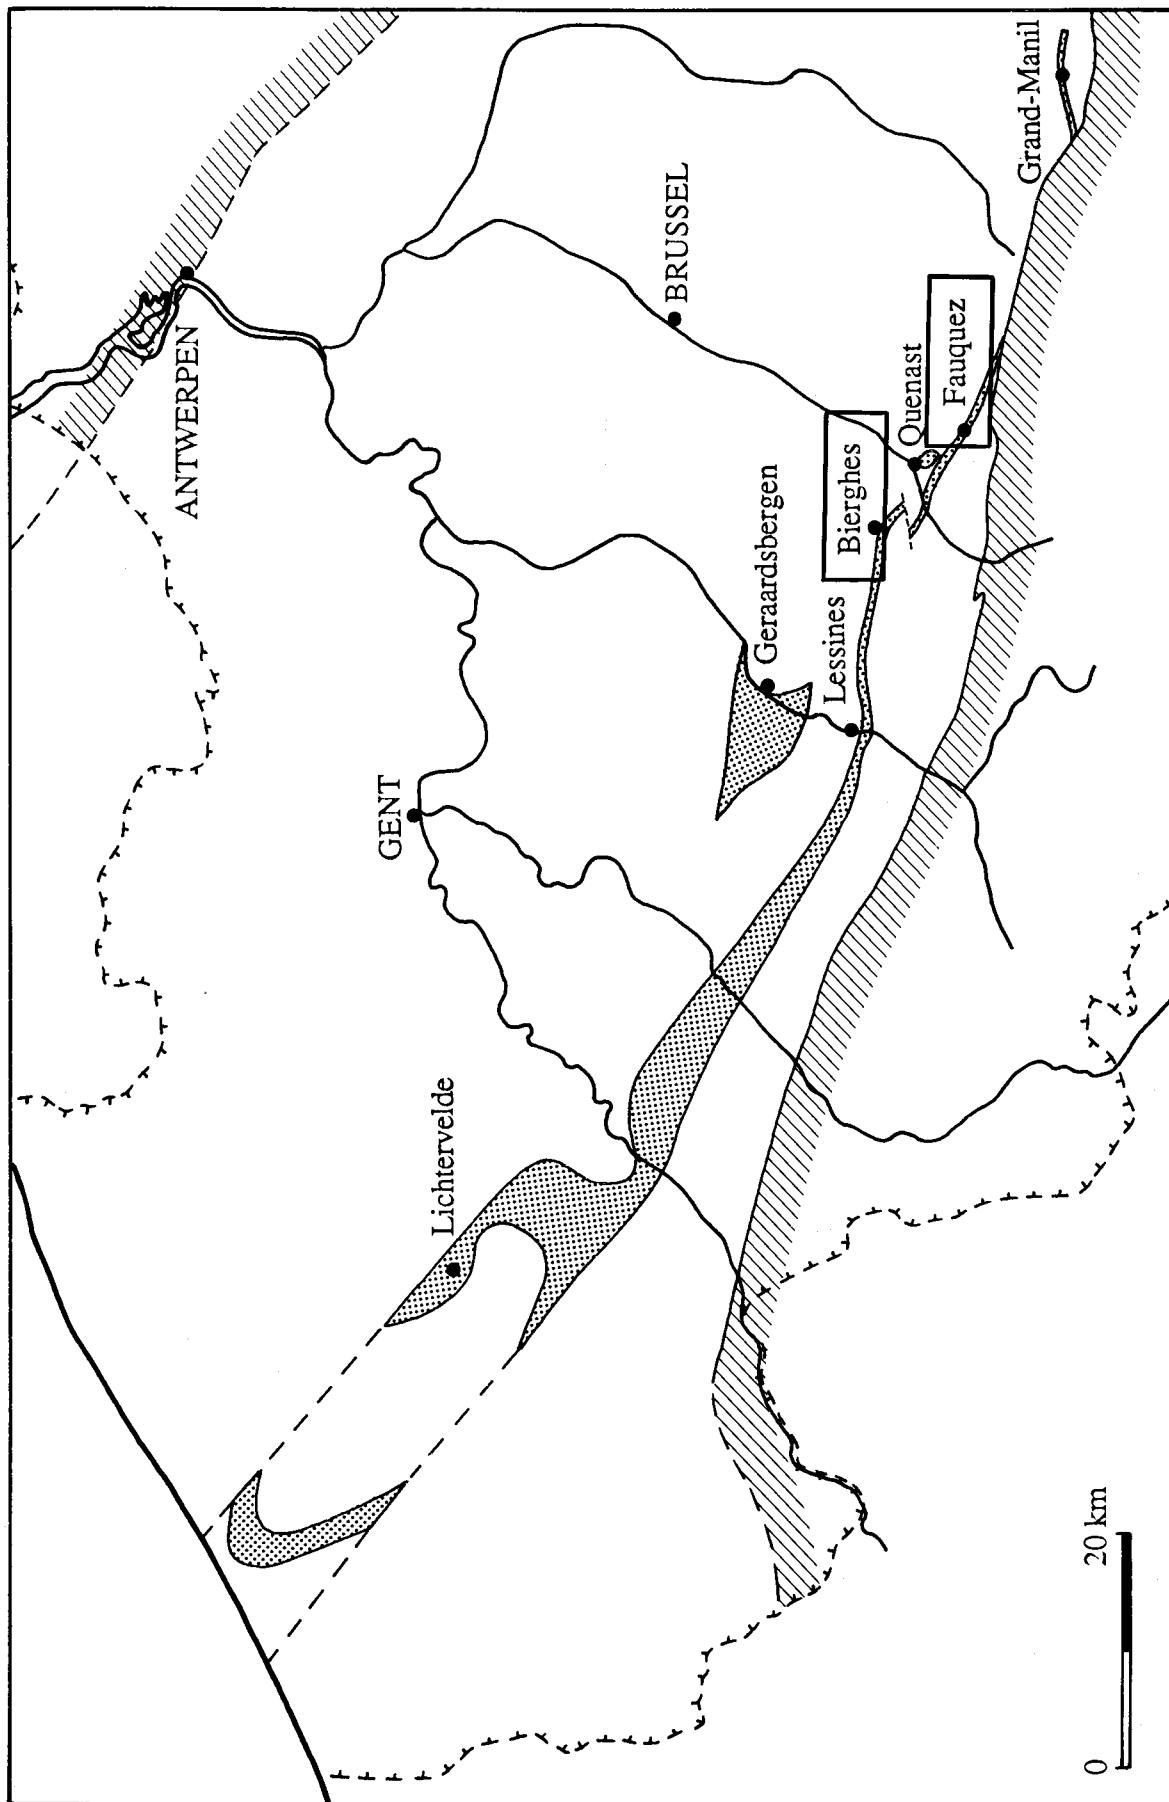 ANTWERPEN
GENT
Lichtervelde
BRUSSEL
Geraardsbergen
Lessines
Bierghes
Quenast
Fauquez
Grand-Manil
0
20 km